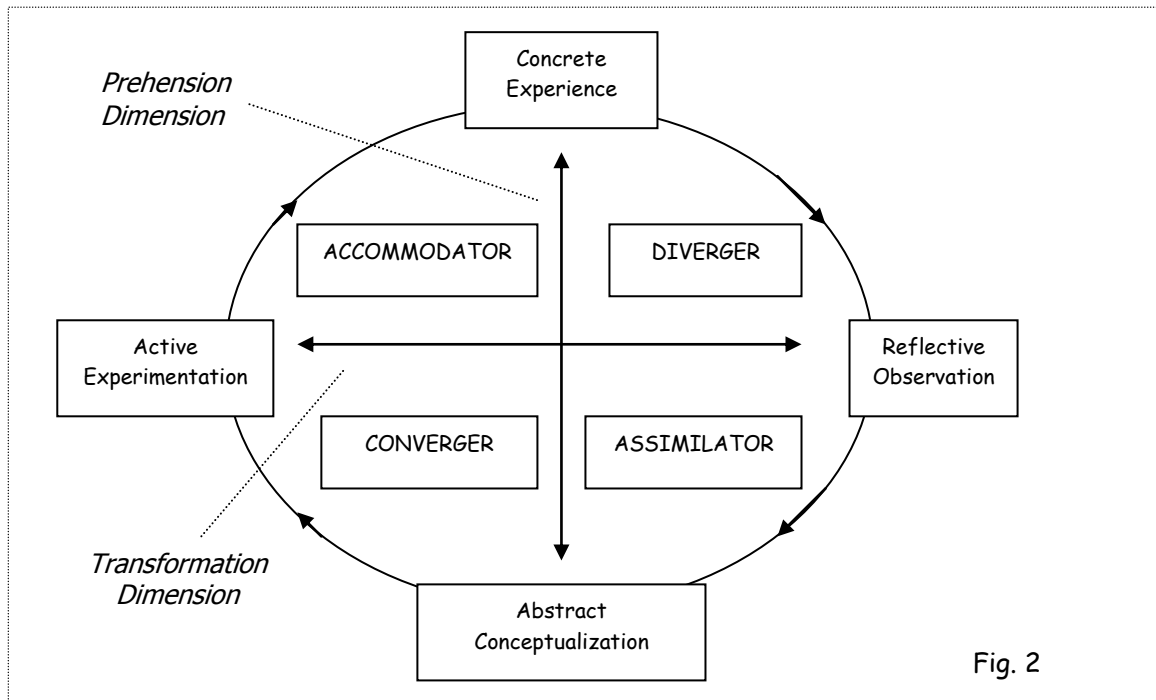 Concrete
Experience
Prehension
Dimension
ACCOMMODATOR
DIVERGER
Active
Experimentation
Reflective
Observation
CONVERGER
ASSIMILATOR
Transformation
Dimension
Abstract
Conceptualization
Fig. 2